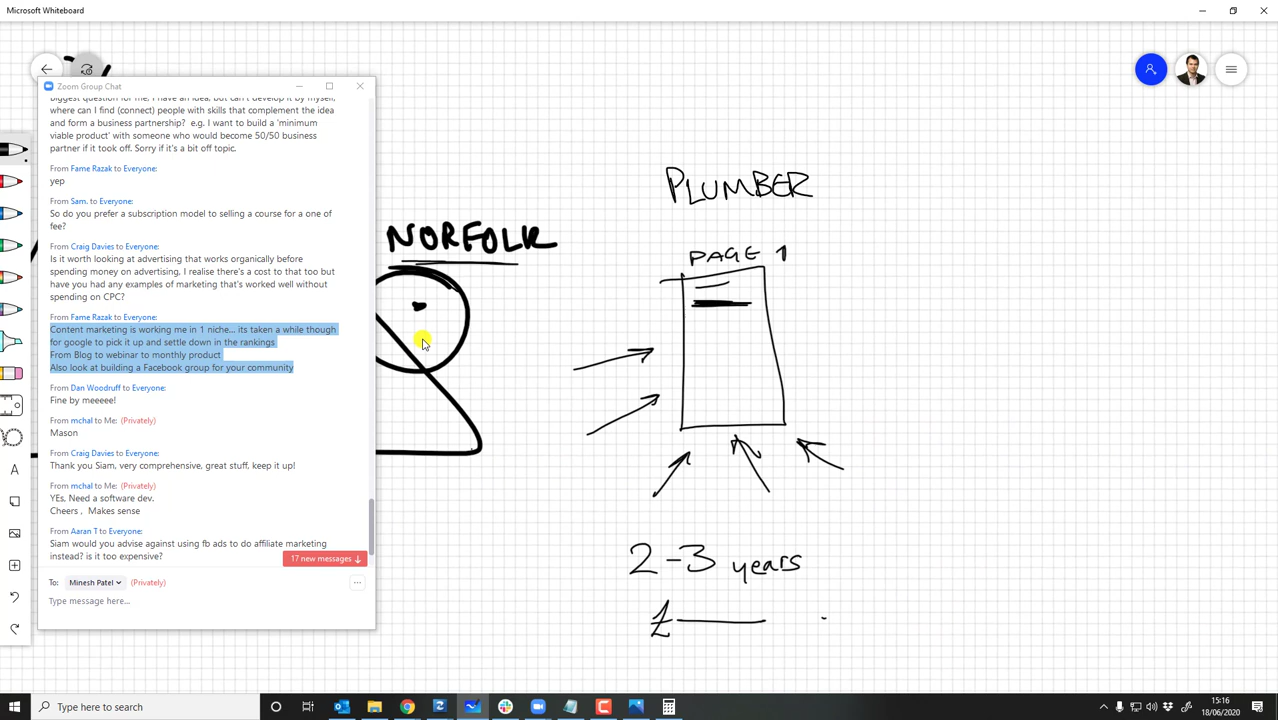 Microsoft Whiteboard
Zoom Group Chat
biggest question for me, I have an idea, but can't develop it by myself,
where can I find (connect) people with skills that complement the idea
and form a business partnership? e.g. I want to build a 'minimum
viable product' with someone who would become 50/50 business
partner if it took off. Sorry if it's a bit off topic.
From Fame Razak to Everyone:
yep
From Sam. to Everyone:
So do you prefer a subscription model to selling a course for a one of
fee?
From Craig Davies to Everyone:
Is it worth looking at advertising that works organically before
spending money on advertising. I realise there's a cost to that too but
have you had any examples of marketing that's worked well without
spending on CPC?
From Fame Razak to Everyone:
Content marketing is working me in 1 niche... its taken a while though
for google to pick it up and settle down in the rankings
From Blog to webinar to monthly product
Also look at building a Facebook group for your community
From Dan Woodruff to Everyone:
Fine by meeeee!
From mchal to Me: (Privately)
Mason
From Craig Davies to Everyone:
Thank you Siam, very comprehensive, great stuff, keep it up!
From mchal to Me: (Privately)
YEs, Need a software dev.
Cheers , Makes sense
From Aaran T to Everyone:
Siam would you advise against using fb ads to do affiliate marketing
instead? is it too expensive?
17 new messages
To: Minesh Patel (Privately)
Type message here...
NORFOLK
PLUMBER
PAGE 1
2-3 years
£
Type here to search
15:16
18/06/2020